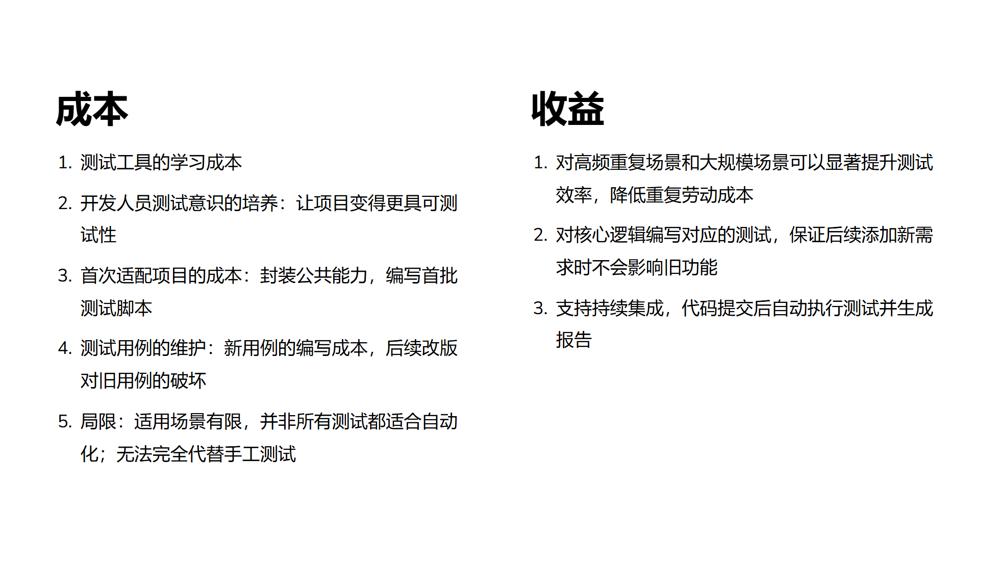 成本
1. 测试工具的学习成本
2. 开发人员测试意识的培养：让项目变得更具可测
试性
3. 首次适配项目的成本：封装公共能力，编写首批
测试脚本
4. 测试用例的维护：新用例的编写成本，后续改版
对旧用例的破坏
5. 局限：适用场景有限，并非所有测试都适合自动
化；无法完全代替手工测试
收益
1. 对高频重复场景和大规模场景可以显著提升测试
效率，降低重复劳动成本
2. 对核心逻辑编写对应的测试，保证后续添加新需
求时不会影响旧功能
3. 支持持续集成，代码提交后自动执行测试并生成
报告